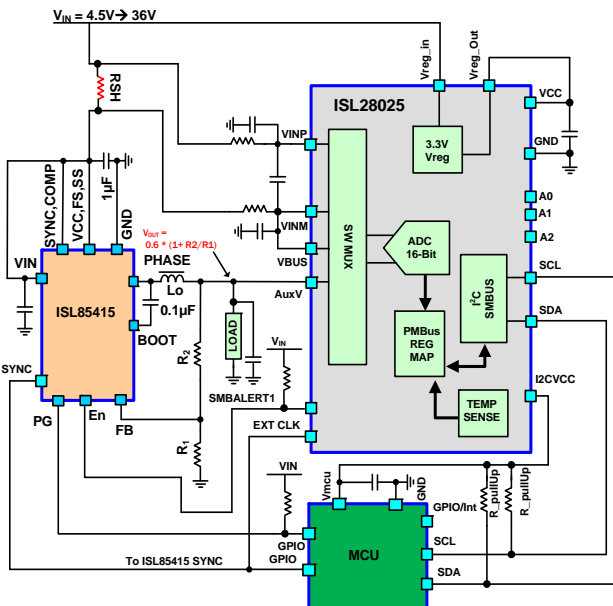 VIN = 4.5V→ 36V
RSH
Vreg_in
Vreg_Out
ISL28025
VCC
3.3V
Vreg
GND
VINP
SYNC,COMP
VCC,FS,SS
1µF
GND
A0
A1
A2
VINM
VBUS
SW MUX
ADC
16-Bit
VOUT =
0.6 * (1+ R2/R1)
VIN
PHASE
Lo
AuxV
SCL
I2C
SMBUS
SDA
ISL85415
0.1µF
BOOT
LOAD
VIN
PMBus
REG
MAP
R2
SYNC
SMBALERT1
I2CVCC
PG
En
FB
EXT CLK
TEMP
SENSE
R1
VIN
Vmcu
GND
R_pullUp
R_pullUp
GPIO/Int
GPIO
GPIO
MCU
SCL
To ISL85415 SYNC
SDA